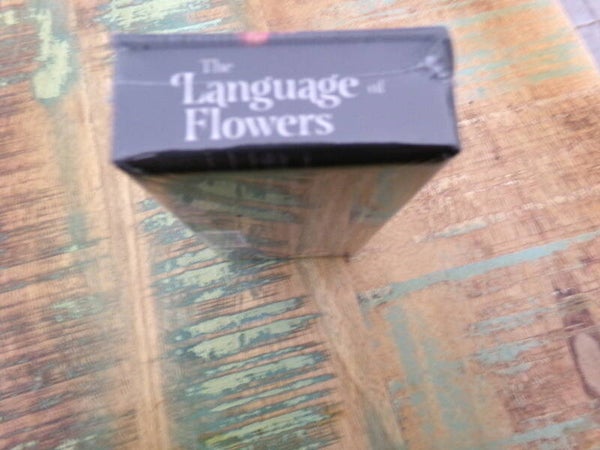 The
Language of
Flowers